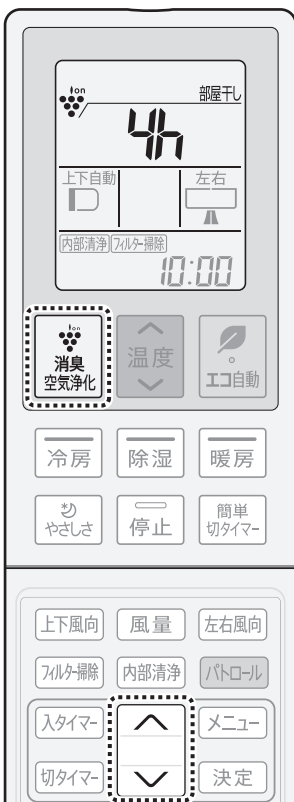 ion
部屋干し
4h
上下自動 左右
内部清浄 フィルター掃除
10:00
ion
消臭
空気浄化
温度
エコ自動
冷房 除湿 暖房
やさしさ 停止 簡単
切タイマー
上下風向 風量 左右風向
フィルター掃除 内部清浄 パトロール
入タイマー メニュー
切タイマー 決定